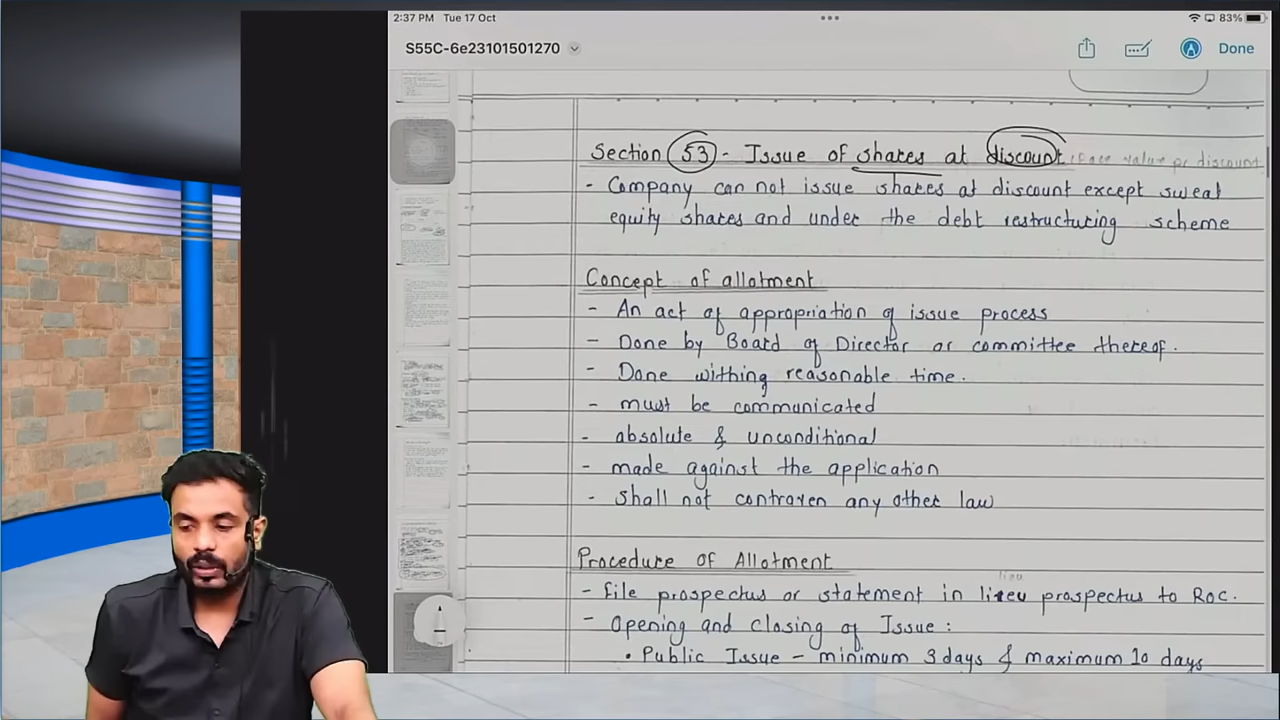 2:37 PM Tue 17 Oct
83%
S55C-6e23101501270
Done
Section 53 - Issue of shares at discount
- Company can not issue shares at discount except sweat
equity shares and under the debt restructuring scheme
Concept of allotment
- An act of appropriation of issue process
- Done by Board of Director or committee thereof.
- Done withing reasonable time.
- must be communicated
- absolute & unconditional
- made against the application
- shall not contraven any other law
Procedure of Allotment
lieu
- File prospectus or statement in prospectus to Roc.
- Opening and closing of Issue :
• Public Issue - minimum 3 days & maximum 10 days